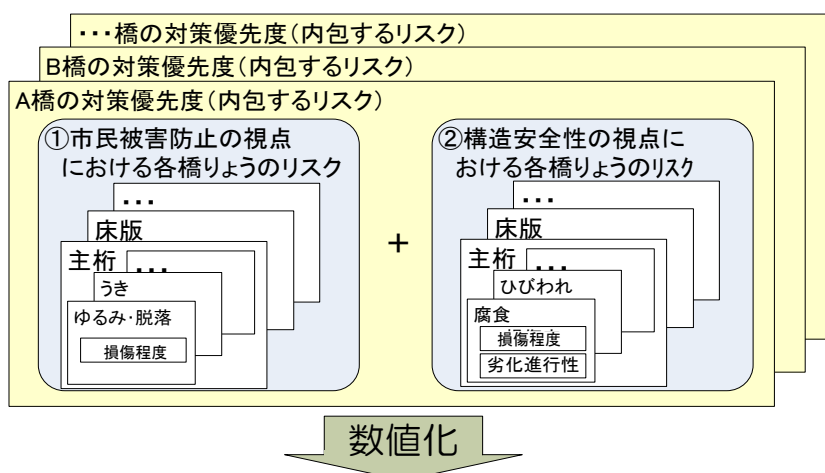 ・・・橋の対策優先度(内包するリスク)
B橋の対策優先度(内包するリスク)
A橋の対策優先度(内包するリスク)
①市民被害防止の視点
における各橋りょうのリスク
・・・
床版
主桁
・・・
うき
ゆるみ・脱落
損傷程度
+
②構造安全性の視点に
おける各橋りょうのリスク
・・・
床版
主桁
・・・
ひびわれ
腐食
損傷程度
劣化進行性
数値化